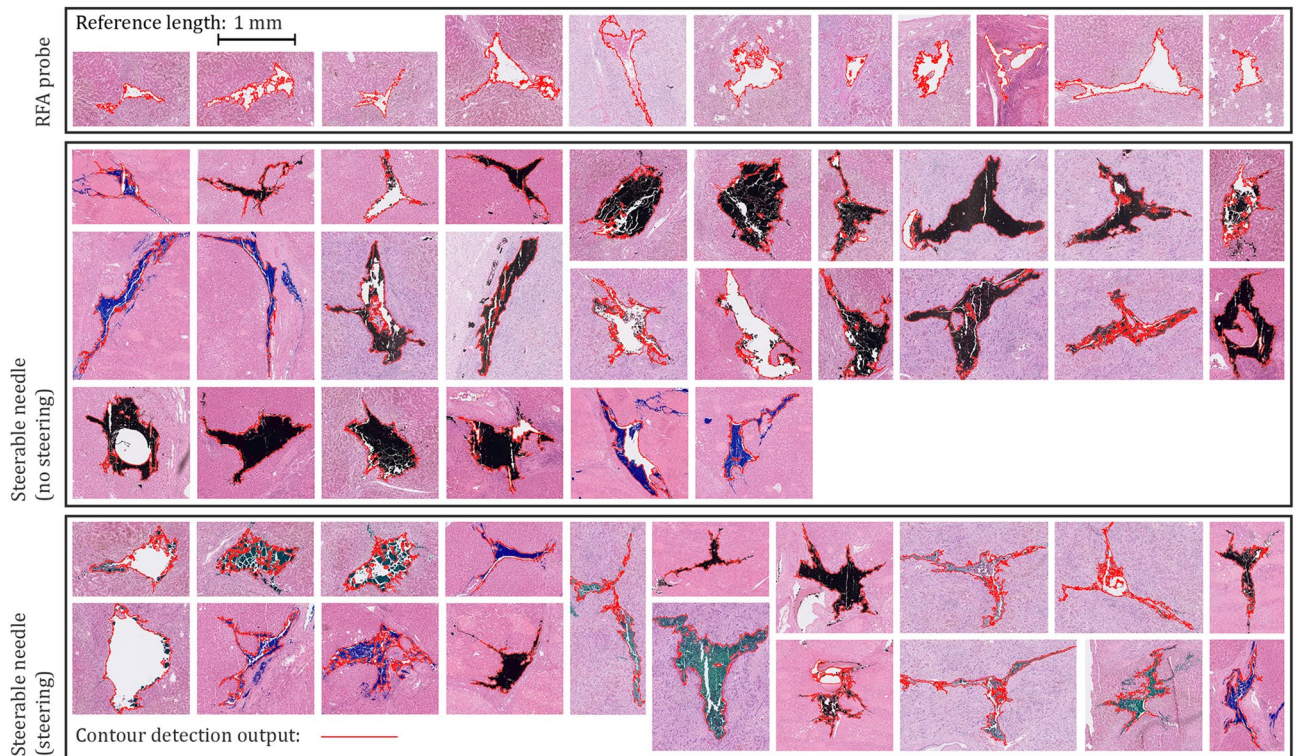 RFA probe
Reference length: 1 mm
Steerable needle
(no steering)
Steerable needle
(steering)
Contour detection output: